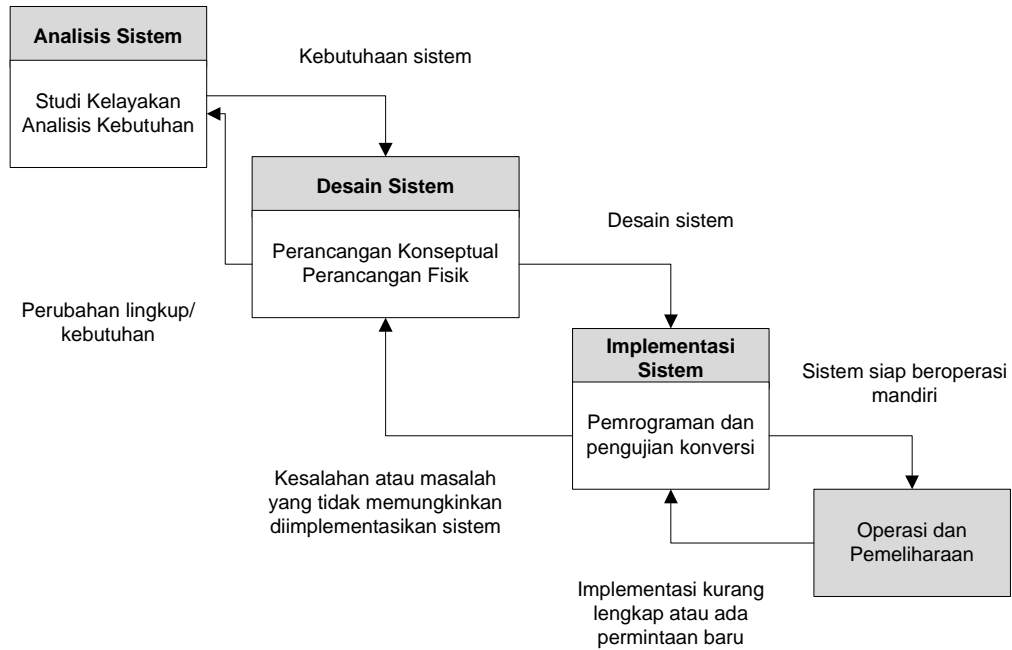 Analisis Sistem
Kebutuhaan sistem
Studi Kelayakan
Analisis Kebutuhan
Desain Sistem
Desain sistem
Perancangan Konseptual
Perancangan Fisik
Perubahan lingkup/
kebutuhan
Implementasi
Sistem
Sistem siap beroperasi
mandiri
Pemrograman dan
pengujian konversi
Kesalahan atau masalah
yang tidak memungkinkan
diimplementasikan sistem
Operasi dan
Pemeliharaan
Implementasi kurang
lengkap atau ada
permintaan baru